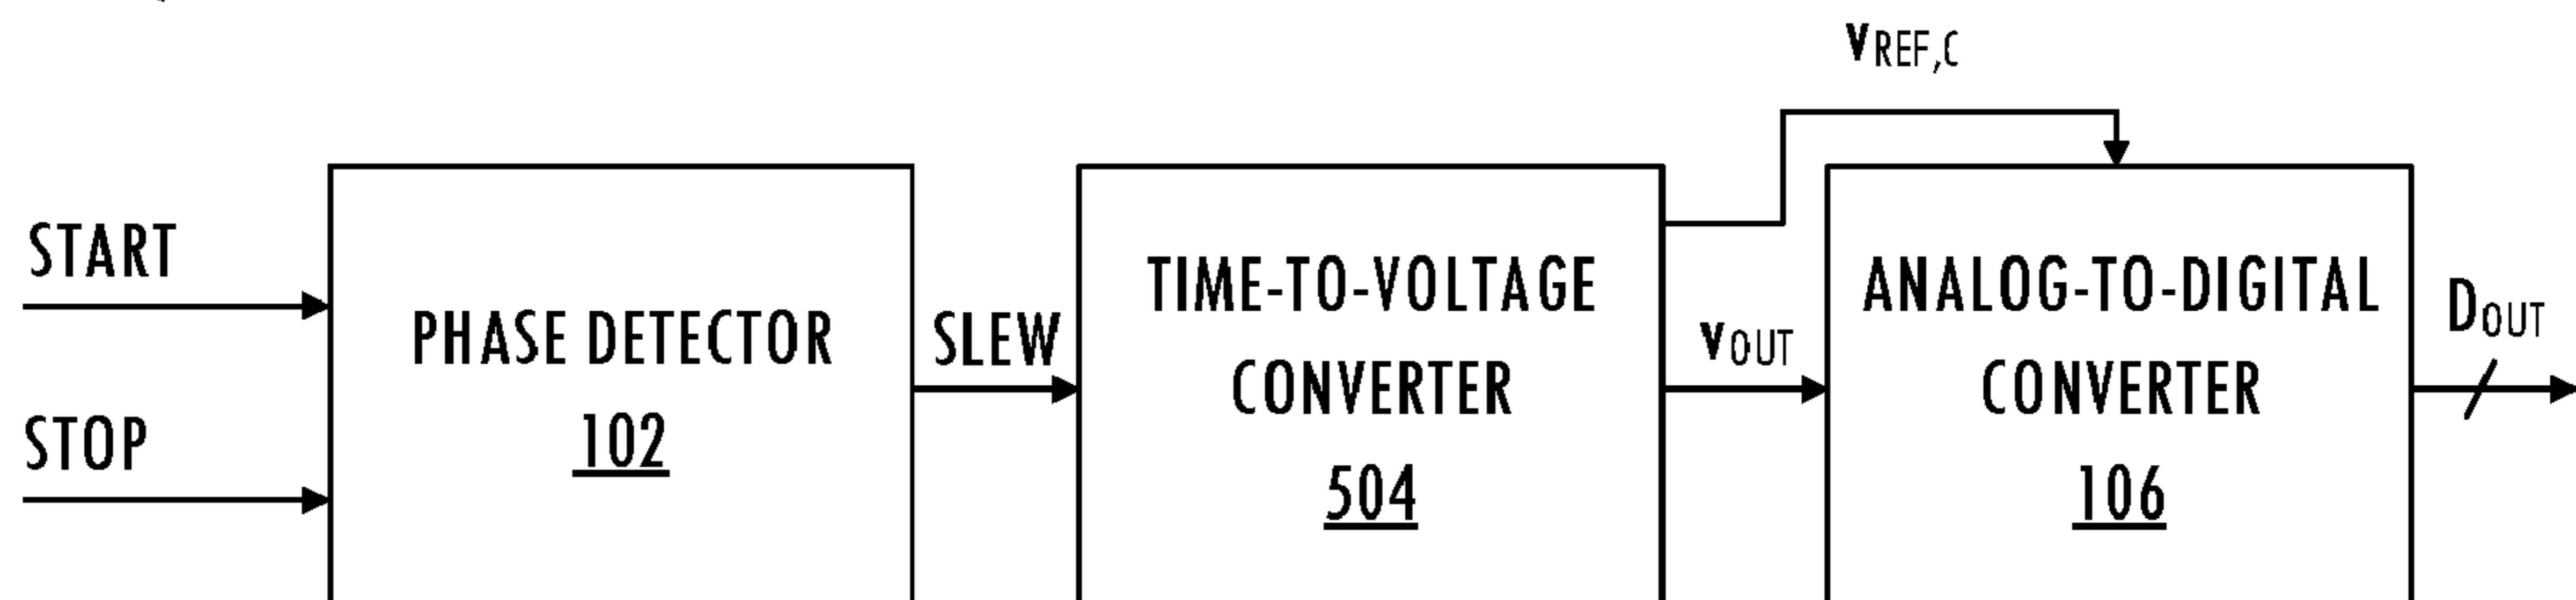 VREF,C
START
STOP
PHASE DETECTOR
102
SLEW
TIME-TO-VOLTAGE
CONVERTER
504
VOUT
ANALOG-TO-DIGITAL
CONVERTER
106
DOUT